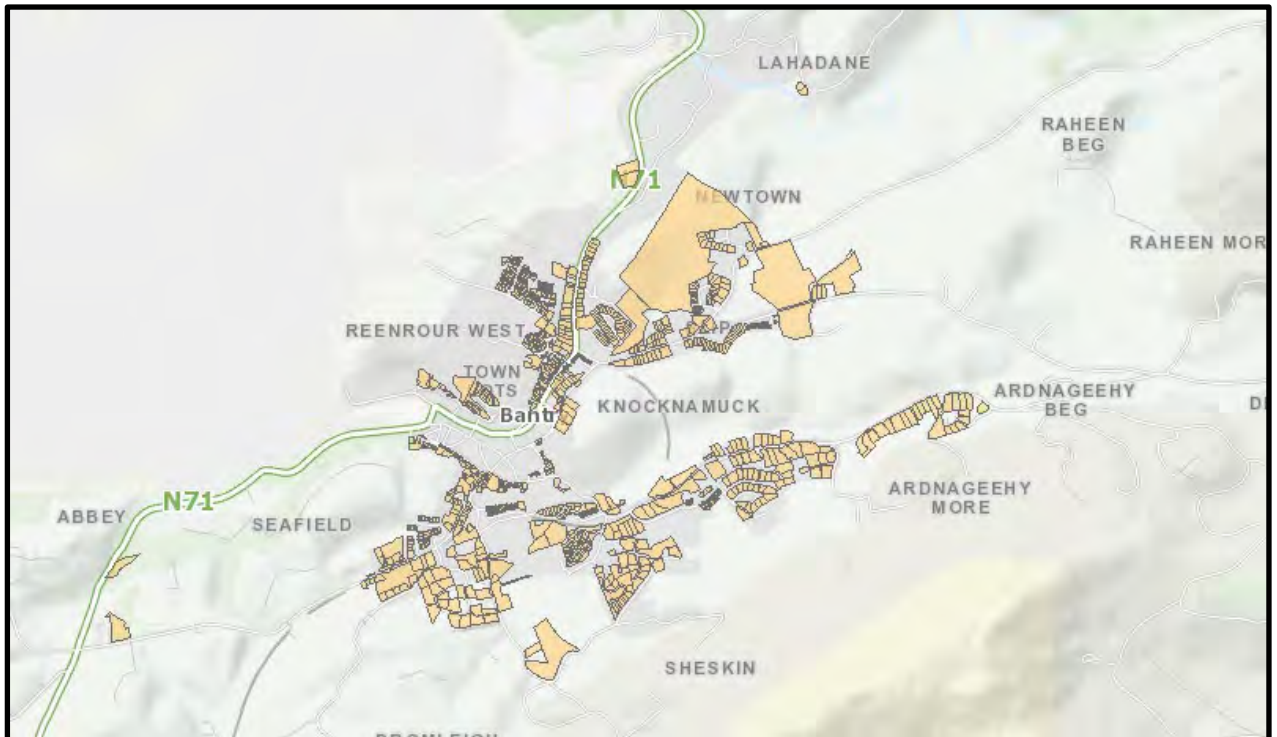 LAHADANE
RAHEEN
BEG
N71
NEWTOWN
RAHEEN MOR
REENROUR WEST
TOWN
ARDNAGEEHY
BEG
KNOCKNAMUCK
Bant
ARDNAGEEHY
MORE
N71
ABBEY
SEAFIELD
SHESKIN